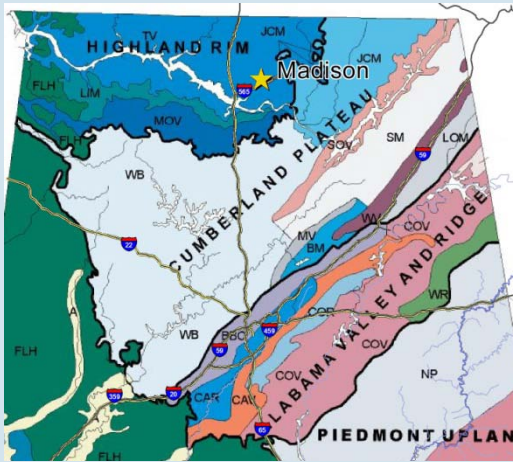 HIGHLAND RIM
TV
JCM
JCM
565
Madison
FLH
LIM
MOV
FLH
SOV
SM
59
LOM
WB
CUMBERLAND PLATEAU
22
MV
BM
WV
COV
WR
ALABAMA VALLEY AND RIDGE
WB
BBC
59
459
COV
A
FLH
20
359
CAR
CAV
COV
65
NP
PIEDMONT UPLAN
FLH